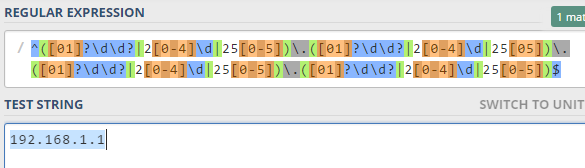 REGULAR EXPRESSION
1 mat
/ ^([01]?\d\d?|2[0-4]\d|25[0-5])\.([01]?\d\d?|2[0-4]\d|25[05])\.
([01]?\d\d?|2[0-4]\d|25[0-5])\.([01]?\d\d?|2[0-4]\d|25[0-5])$
TEST STRING
SWITCH TO UNIT
192.168.1.1